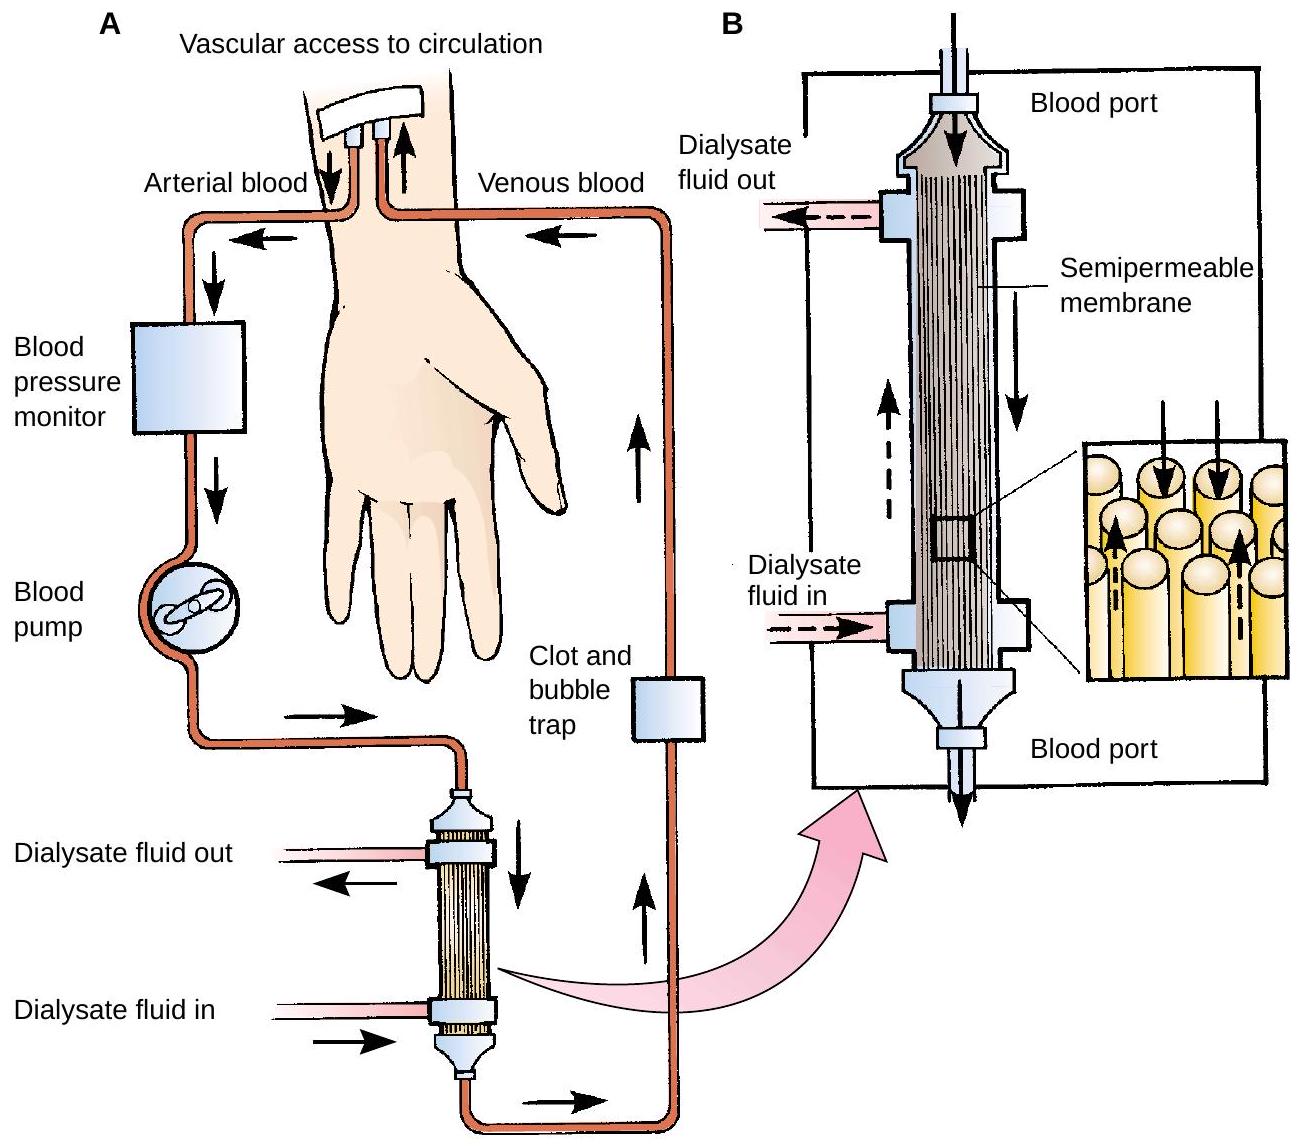 A
Vascular access to circulation
Arterial blood
Venous blood
Blood
pressure
monitor
Blood
pump
Clot and
bubble
trap
Dialysate fluid out
Dialysate fluid in
B
Blood port
Dialysate
fluid out
Semipermeable
membrane
Dialysate
fluid in
Blood port